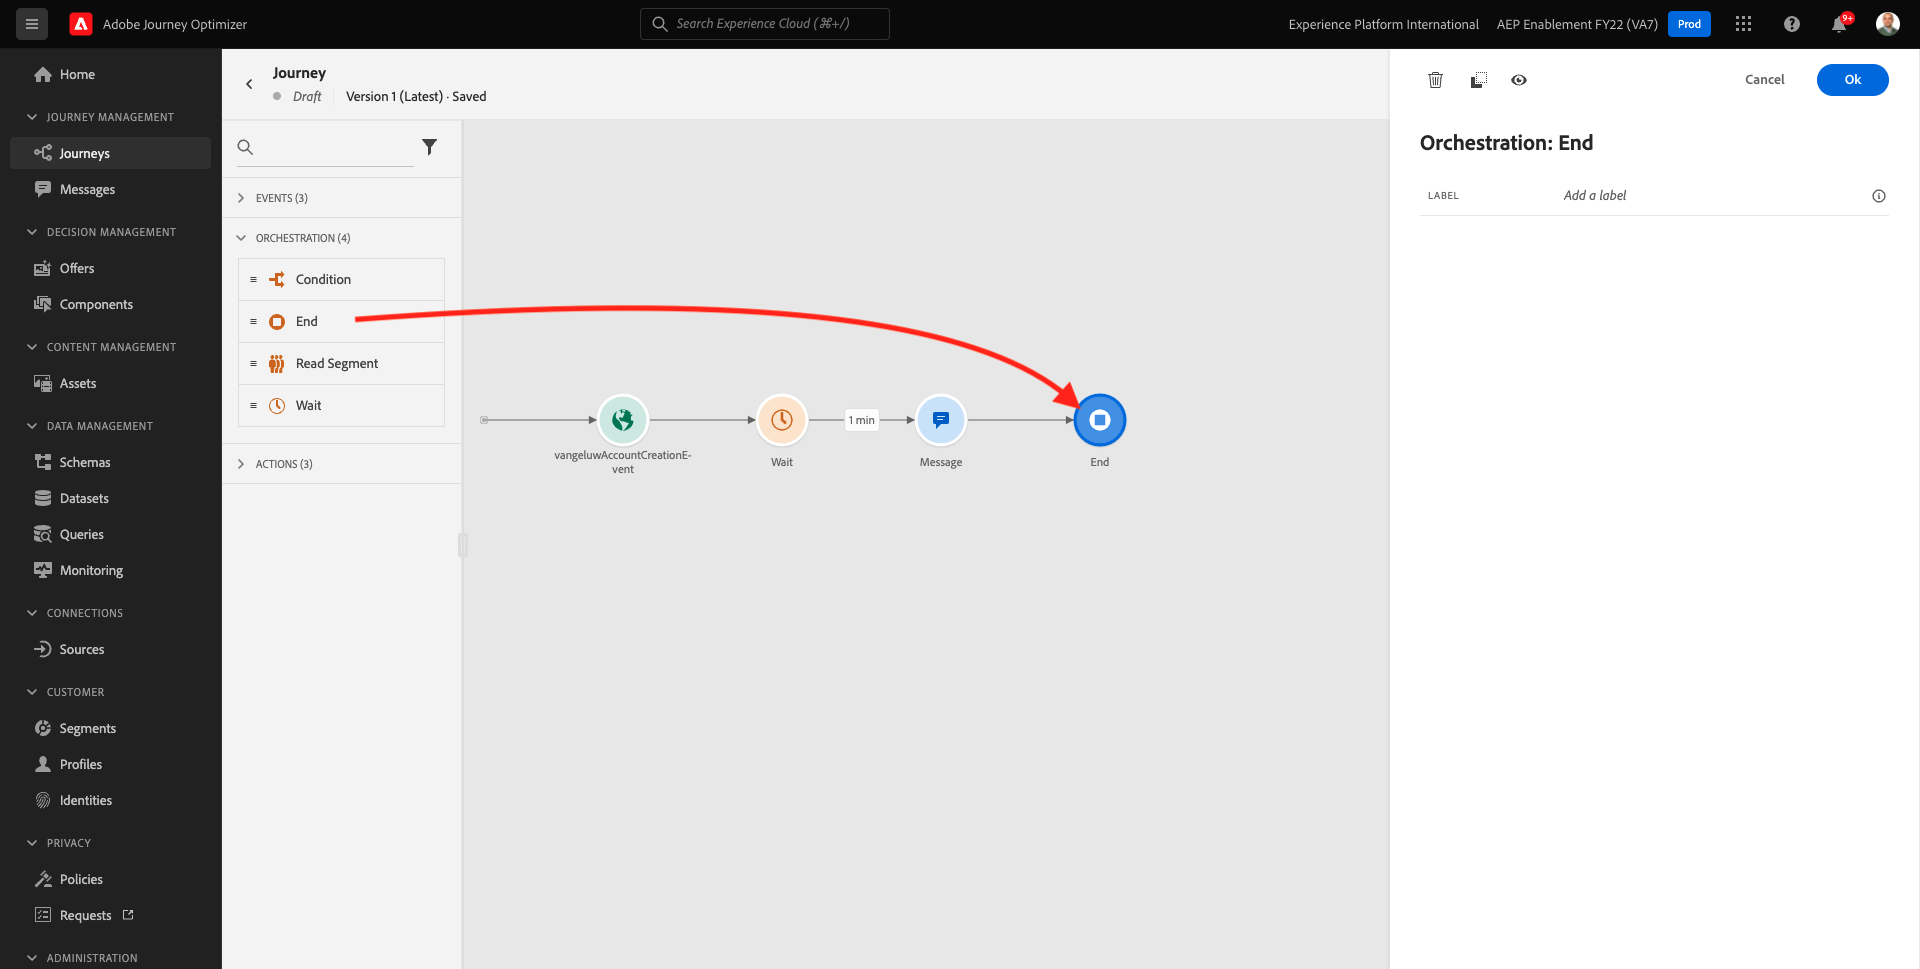 Adobe Journey Optimizer
Search Experience Cloud (⌘+/)
Experience Platform International
AEP Enablement FY22 (VA7)
Prod
9+
Home
JOURNEY MANAGEMENT
Journeys
Messages
DECISION MANAGEMENT
Offers
Components
CONTENT MANAGEMENT
Assets
DATA MANAGEMENT
Schemas
Datasets
Queries
Monitoring
CONNECTIONS
Sources
CUSTOMER
Segments
Profiles
Identities
PRIVACY
Policies
Requests
ADMINISTRATION
Journey
Draft
Version 1 (Latest) · Saved
EVENTS (3)
ORCHESTRATION (4)
Condition
End
Read Segment
Wait
ACTIONS (3)
vangeluwAccountCreationE-
vent
Wait
1 min
Message
End
Cancel
Ok
Orchestration: End
LABEL
Add a label